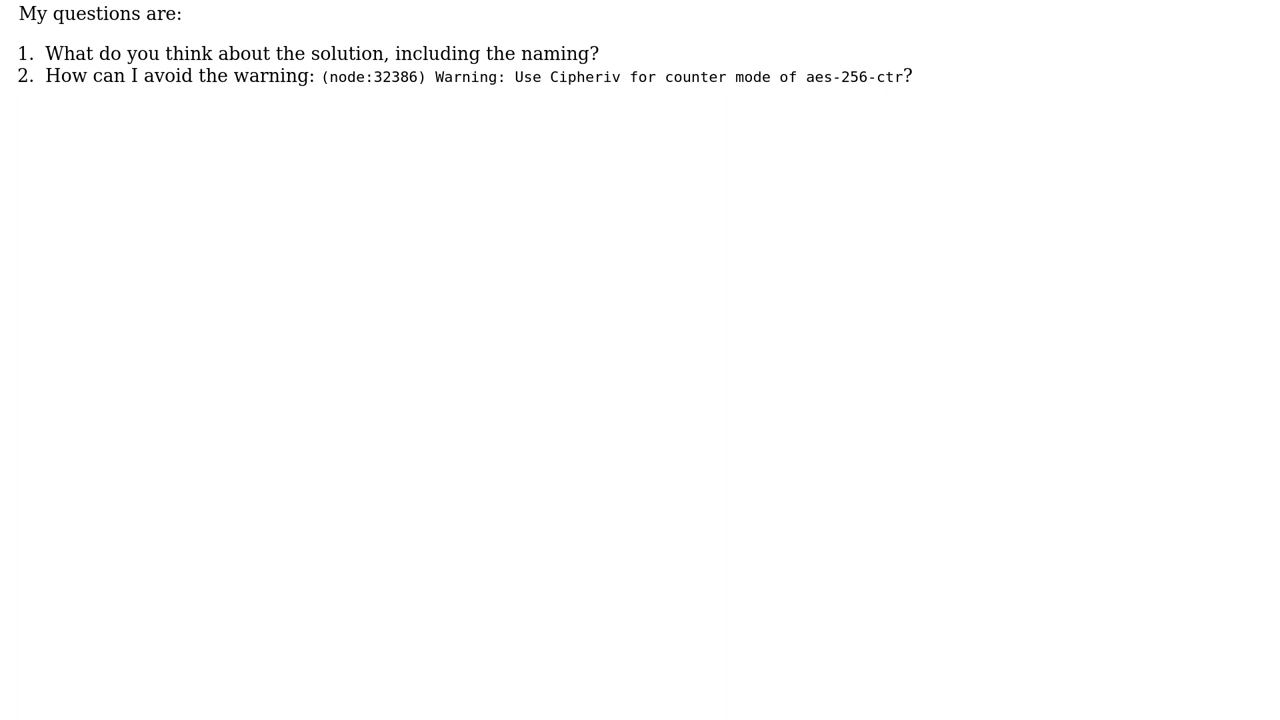 My questions are:
1. What do you think about the solution, including the naming?
2. How can I avoid the warning: (node:32386) Warning: Use Cipheriv for counter mode of aes-256-ctr?